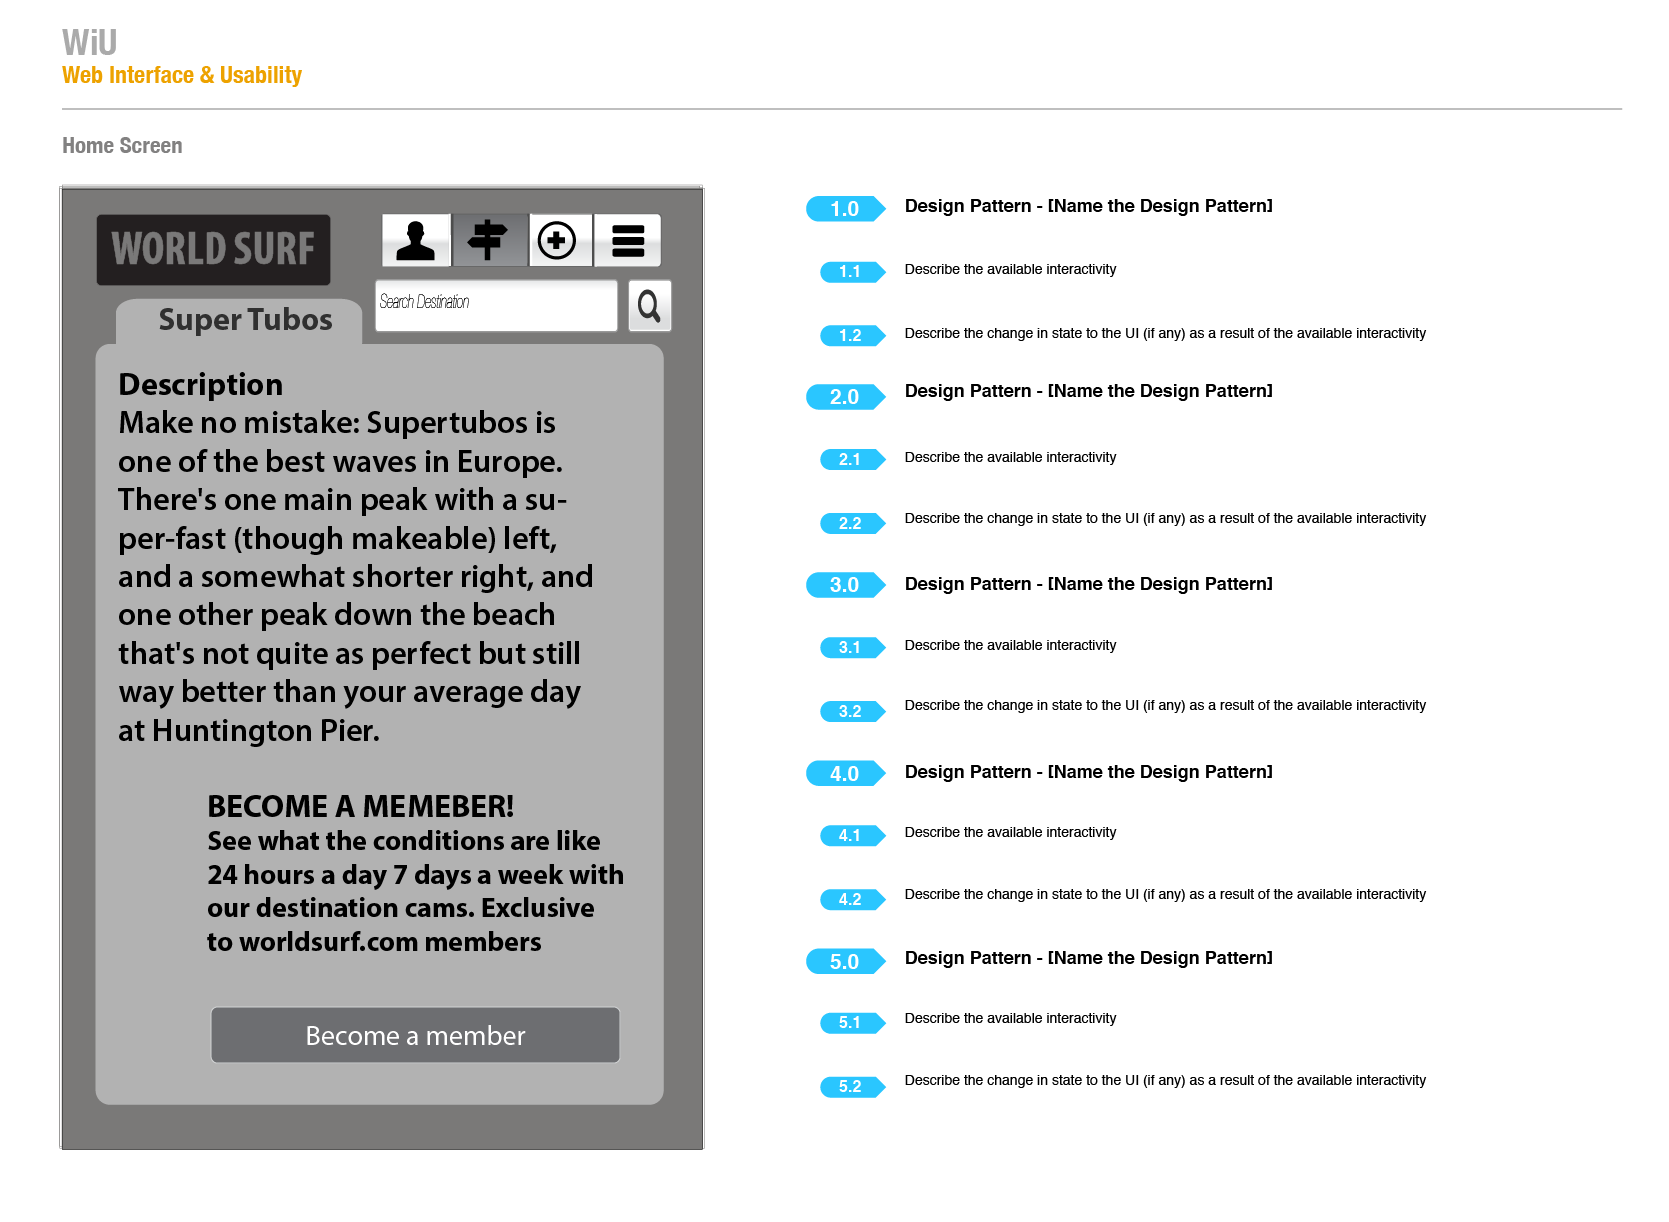 WiU
Web Interface & Usability
Home Screen
WORLD SURF
Search Destination
Super Tubos
Description
Make no mistake: Supertubos is
one of the best waves in Europe.
There's one main peak with a su-
per-fast (though makeable) left,
and a somewhat shorter right, and
one other peak down the beach
that's not quite as perfect but still
way better than your average day
at Huntington Pier.
BECOME A MEMEBER!
See what the conditions are like
24 hours a day 7 days a week with
our destination cams. Exclusive
to worldsurf.com members
Become a member
1.0 Design Pattern - [Name the Design Pattern]
1.1 Describe the available interactivity
1.2 Describe the change in state to the UI (if any) as a result of the available interactivity
2.0 Design Pattern - [Name the Design Pattern]
2.1 Describe the available interactivity
2.2 Describe the change in state to the UI (if any) as a result of the available interactivity
3.0 Design Pattern - [Name the Design Pattern]
3.1 Describe the available interactivity
3.2 Describe the change in state to the UI (if any) as a result of the available interactivity
4.0 Design Pattern - [Name the Design Pattern]
4.1 Describe the available interactivity
4.2 Describe the change in state to the UI (if any) as a result of the available interactivity
5.0 Design Pattern - [Name the Design Pattern]
5.1 Describe the available interactivity
5.2 Describe the change in state to the UI (if any) as a result of the available interactivity